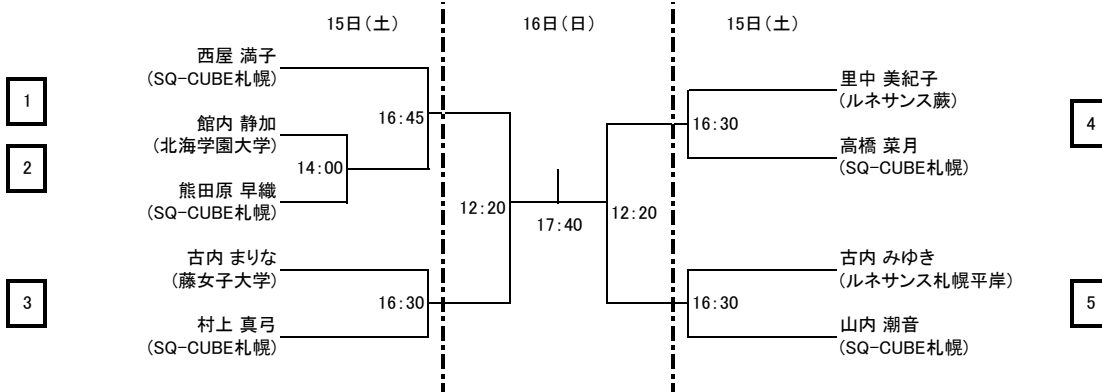 15日(土)
16日(日)
15日(土)
西屋 満子
(SQ-CUBE札幌)
1
16:45
館内 静加
(北海学園大学)
2
14:00
熊田原 早織
(SQ-CUBE札幌)
12:20
古内 まりな
(藤女子大学)
3
16:30
村上 真弓
(SQ-CUBE札幌)
17:40
里中 美紀子
(ルネサンス蕨)
16:30
4
高橋 菜月
(SQ-CUBE札幌)
12:20
古内 みゆき
(ルネサンス札幌平岸)
16:30
5
山内 潮音
(SQ-CUBE札幌)